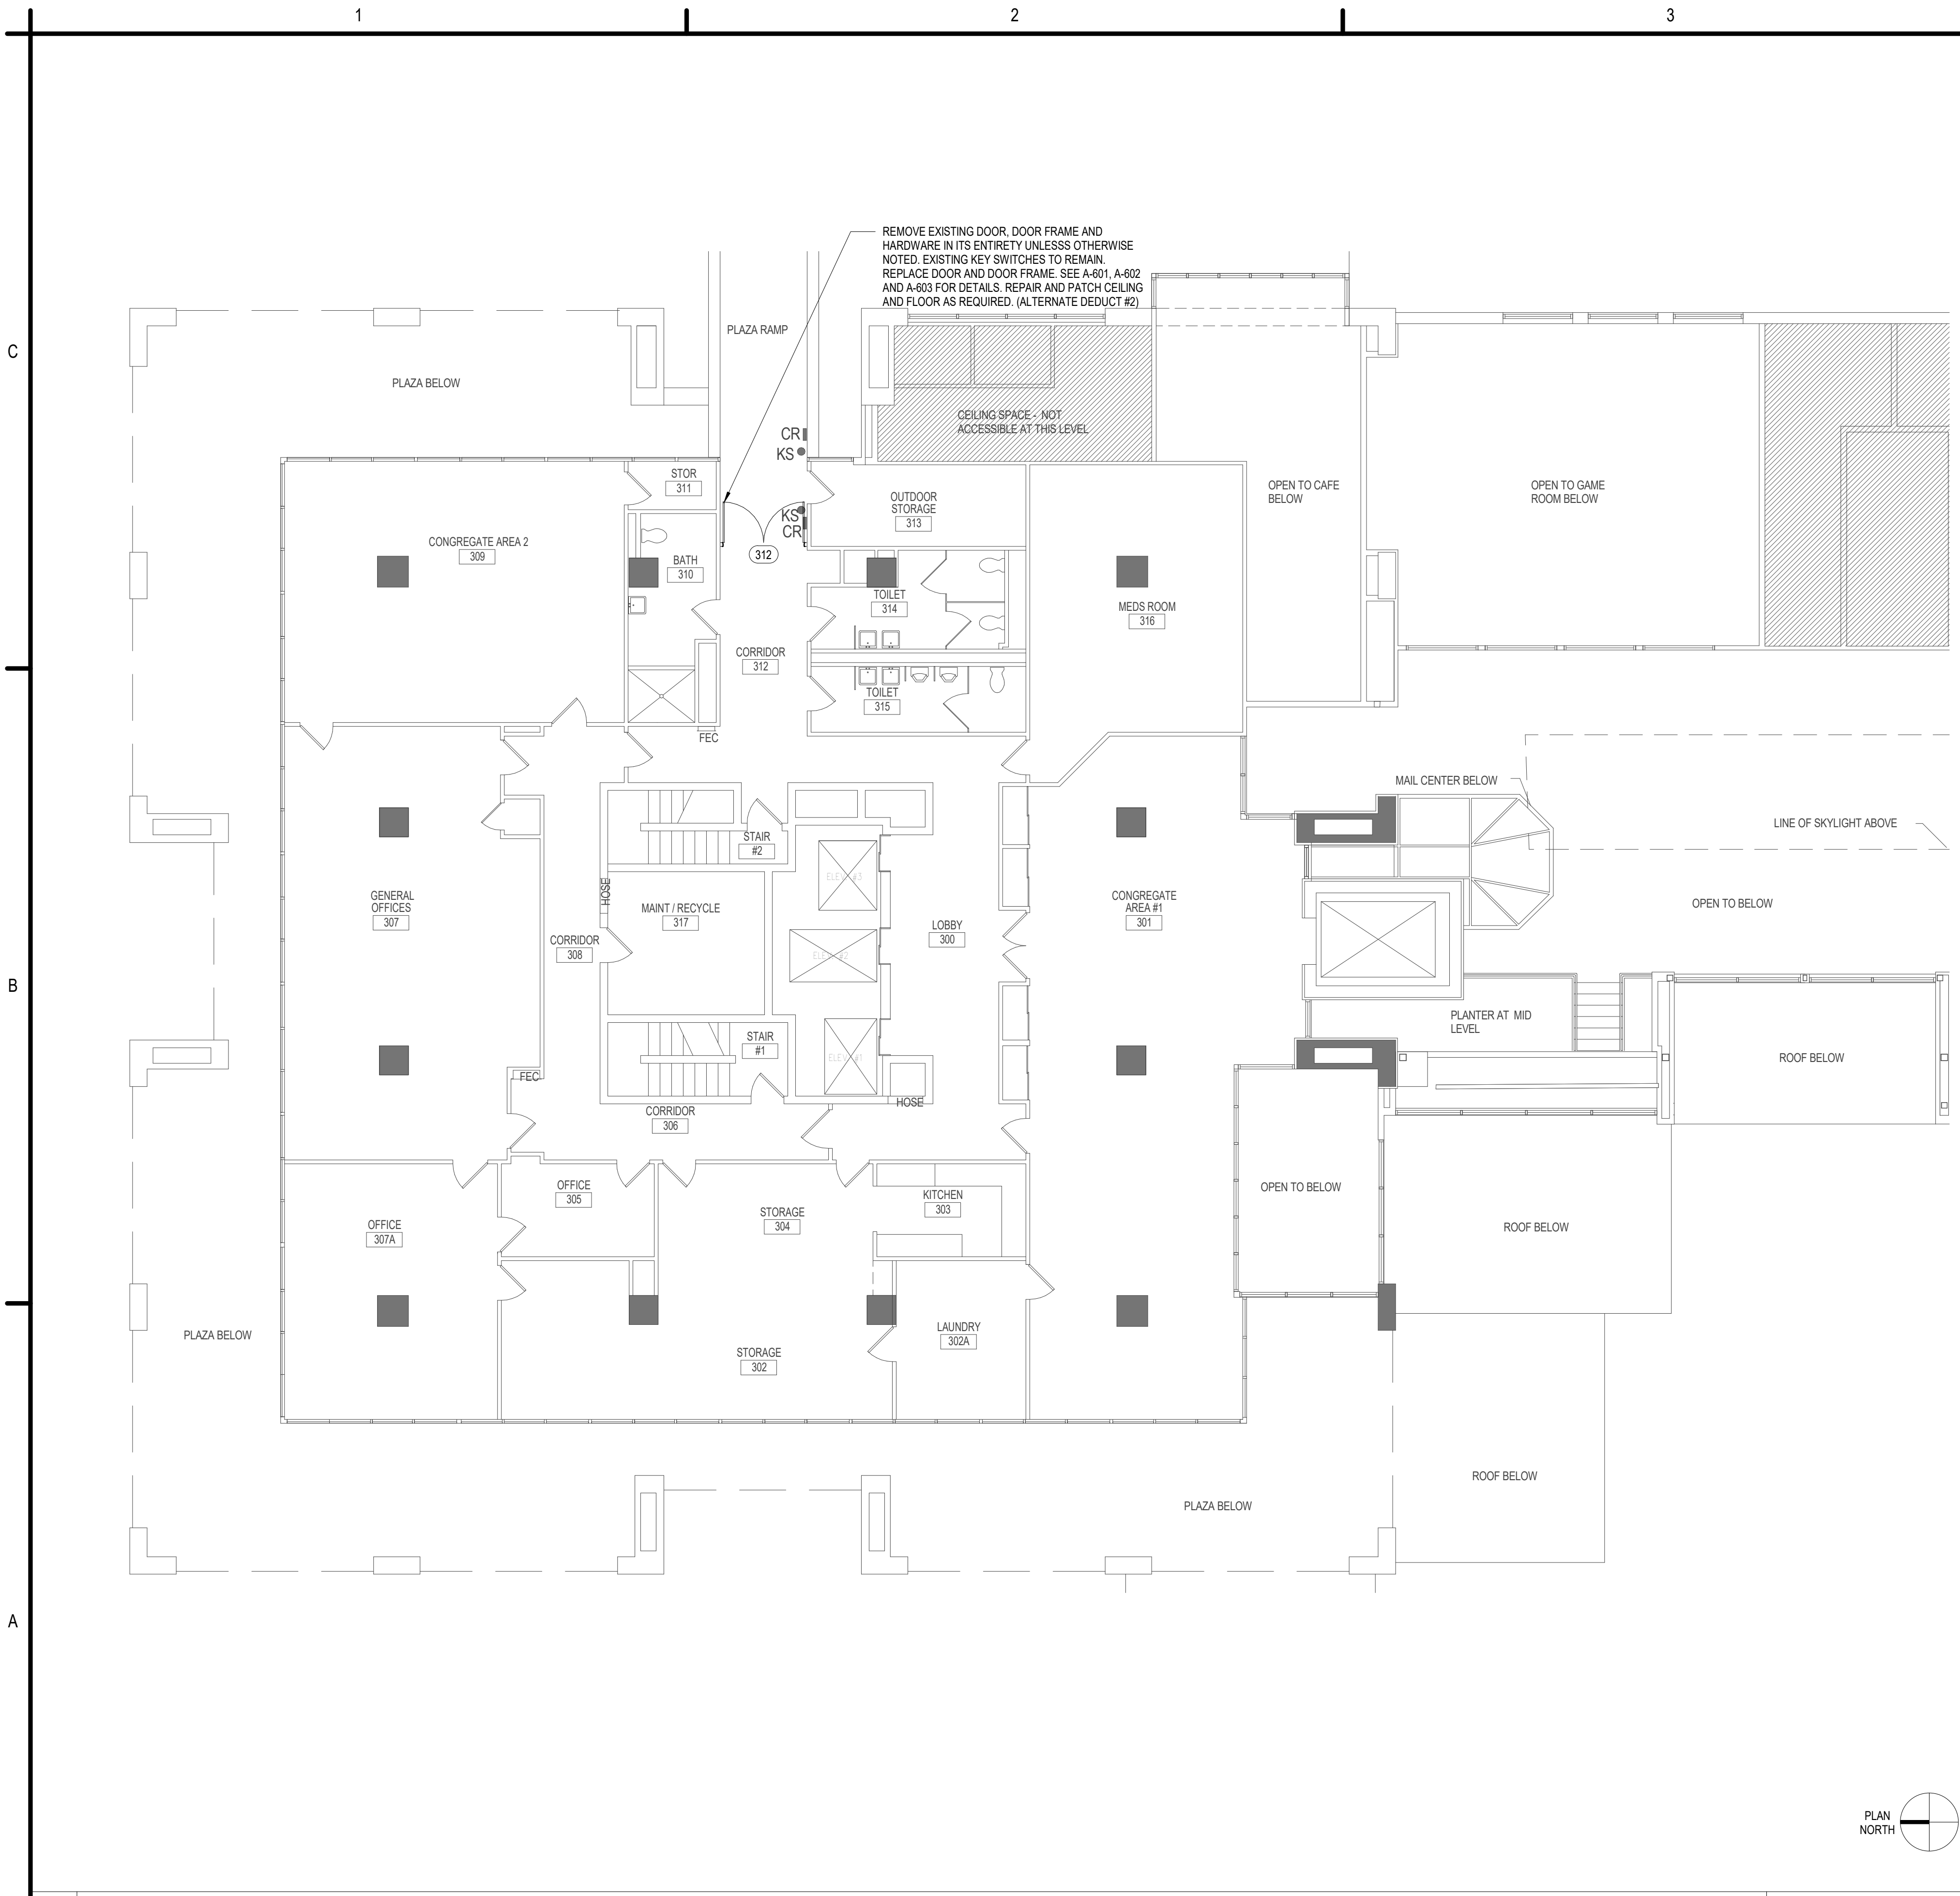 1
2
3
C
B
A
REMOVE EXISTING DOOR, DOOR FRAME AND
HARDWARE IN ITS ENTIRETY UNLESSS OTHERWISE
NOTED. EXISTING KEY SWITCHES TO REMAIN.
REPLACE DOOR AND DOOR FRAME. SEE A-601, A-602
AND A-603 FOR DETAILS. REPAIR AND PATCH CEILING
AND FLOOR AS REQUIRED. (ALTERNATE DEDUCT #2)
PLAZA RAMP
PLAZA BELOW
CEILING SPACE - NOT
ACCESSIBLE AT THIS LEVEL
CR
KS
STOR
311
OPEN TO CAFE
BELOW
OPEN TO GAME
ROOM BELOW
OUTDOOR
STORAGE
313
KS
CR
CONGREGATE AREA 2
309
312
BATH
310
TOILET
314
MEDS ROOM
316
CORRIDOR
312
TOILET
315
FEC
MAIL CENTER BELOW
LINE OF SKYLIGHT ABOVE
STAIR
#2
ELEV #3
HOSE
GENERAL
OFFICES
307
MAINT / RECYCLE
317
CONGREGATE
AREA #1
301
OPEN TO BELOW
LOBBY
300
CORRIDOR
308
ELEV #2
PLANTER AT MID
LEVEL
STAIR
#1
ELEV #1
ROOF BELOW
FEC
HOSE
CORRIDOR
306
OFFICE
305
OPEN TO BELOW
KITCHEN
303
STORAGE
304
OFFICE
307A
ROOF BELOW
PLAZA BELOW
LAUNDRY
302A
STORAGE
302
ROOF BELOW
PLAZA BELOW
PLAN
NORTH